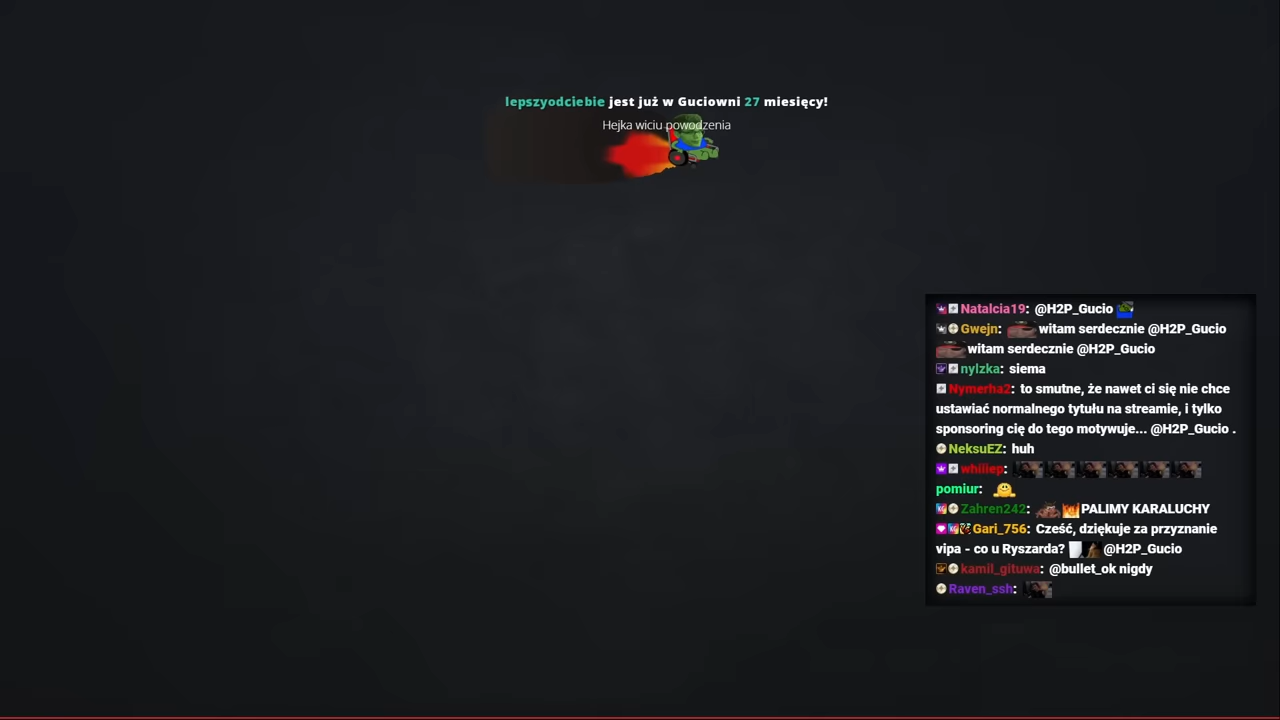 lepszyodciebie jest już w Guciowni 27 miesięcy!
Hejka wiciu powodzenia
Natalcia19: @H2P_Gucio
Gwejn: witam serdecznie @H2P_Gucio
witam serdecznie @H2P_Gucio
nylzka: siema
Nymerha2: to smutne, że nawet ci się nie chce
ustawiać normalnego tytułu na streamie, i tylko
sponsoring cię do tego motywuje... @H2P_Gucio .
NeksuEZ: huh
whiiiep:
pomiur:
Zahren242: PALIMY KARALUCHY
Gari_756: Cześć, dziękuje za przyznanie
vipa - co u Ryszarda? @H2P_Gucio
kamil_gituwa: @bullet_ok nigdy
Raven_ssh: